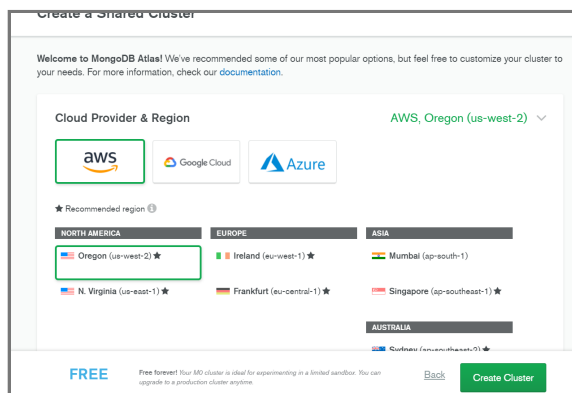 Create a Shared Cluster
Welcome to MongoDB Atlas! We've recommended some of our most popular options, but feel free to customize your cluster to
your needs. For more information, check our documentation.
Cloud Provider & Region
AWS, Oregon (us-west-2)
aws
Google Cloud
Azure
★ Recommended region
NORTH AMERICA
Oregon (us-west-2) ★
N. Virginia (us-east-1) ★
EUROPE
Ireland (eu-west-1) ★
Frankfurt (eu-central-1) ★
ASIA
Mumbai (ap-south-1)
Singapore (ap-southeast-1) ★
AUSTRALIA
Sydney (ap-southeast-2) ★
FREE
Free forever! Your M0 cluster is ideal for experimenting in a limited sandbox. You can
upgrade to a production cluster anytime.
Back
Create Cluster